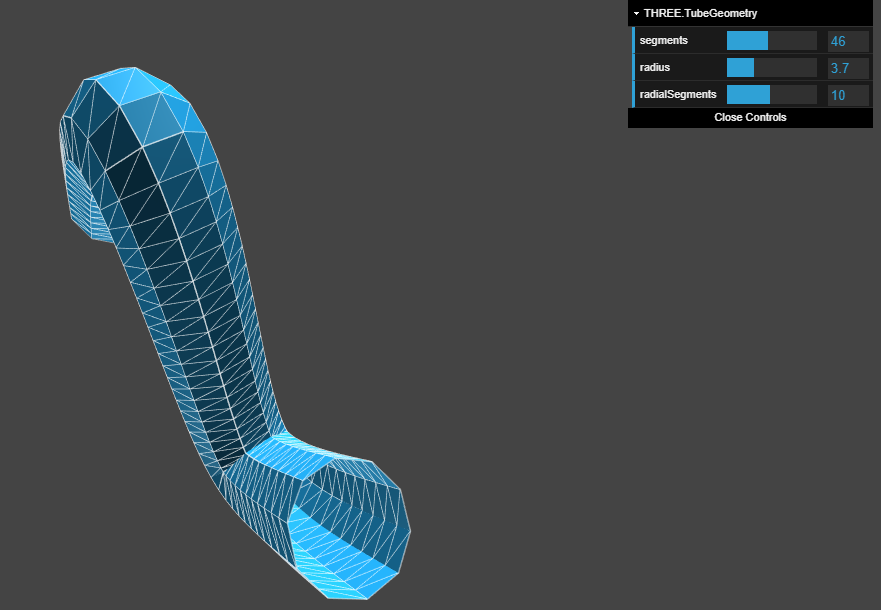 THREE.TubeGeometry
segments 46
radius 3.7
radialSegments 10
Close Controls